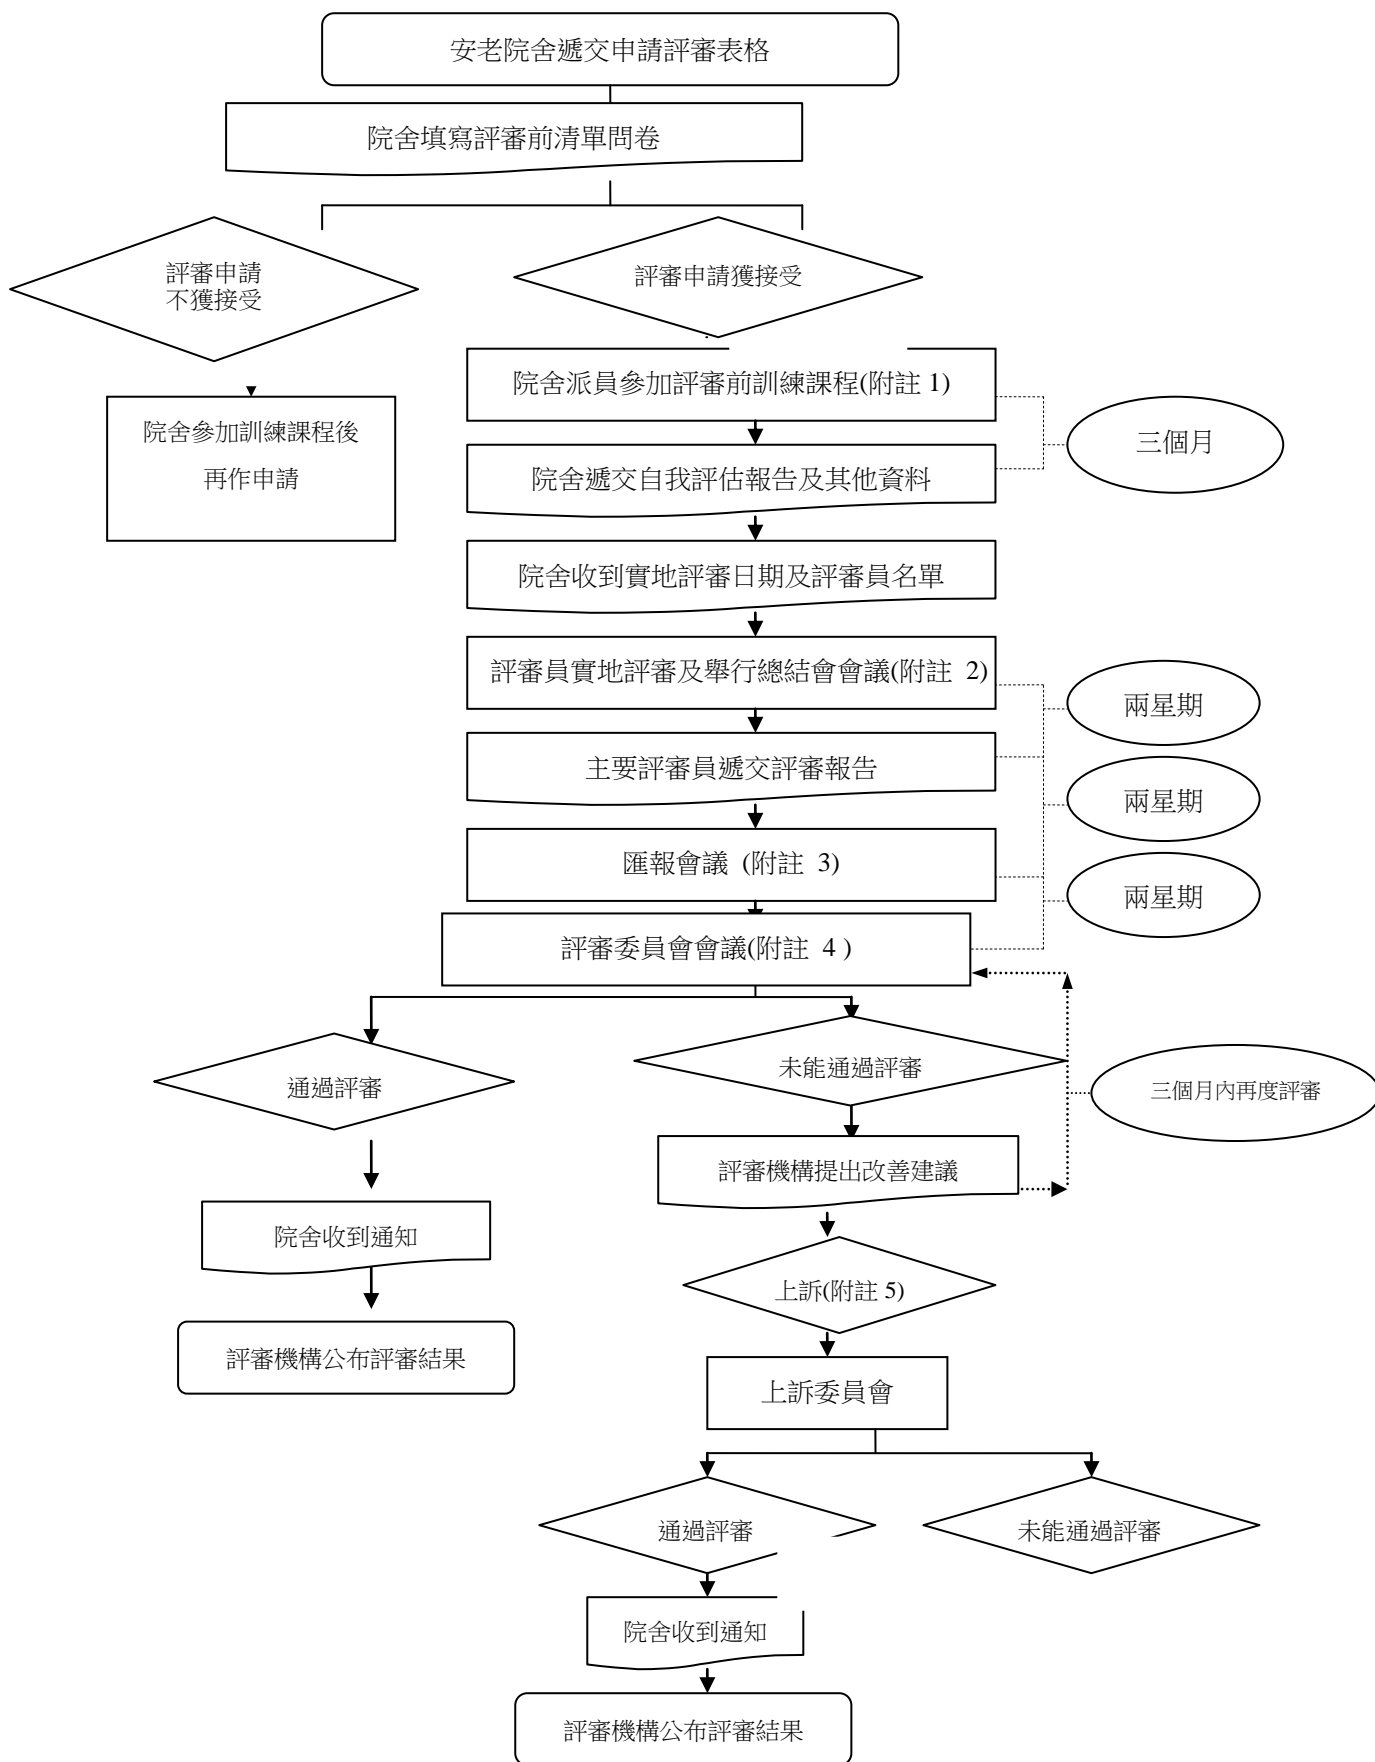 安老院舍遞交申請評審表格
院舍填寫評審前清單問卷
評審申請
不獲接受
評審申請獲接受
院舍參加訓練課程後
再作申請
院舍派員參加評審前訓練課程(附註 1)
三個月
院舍遞交自我評估報告及其他資料
院舍收到實地評審日期及評審員名單
評審員實地評審及舉行總結會會議(附註 2)
兩星期
主要評審員遞交評審報告
兩星期
匯報會議 (附註 3)
兩星期
評審委員會會議(附註 4 )
通過評審
未能通過評審
三個月內再度評審
評審機構提出改善建議
院舍收到通知
上訴(附註 5)
評審機構公布評審結果
上訴委員會
通過評審
未能通過評審
院舍收到通知
評審機構公布評審結果